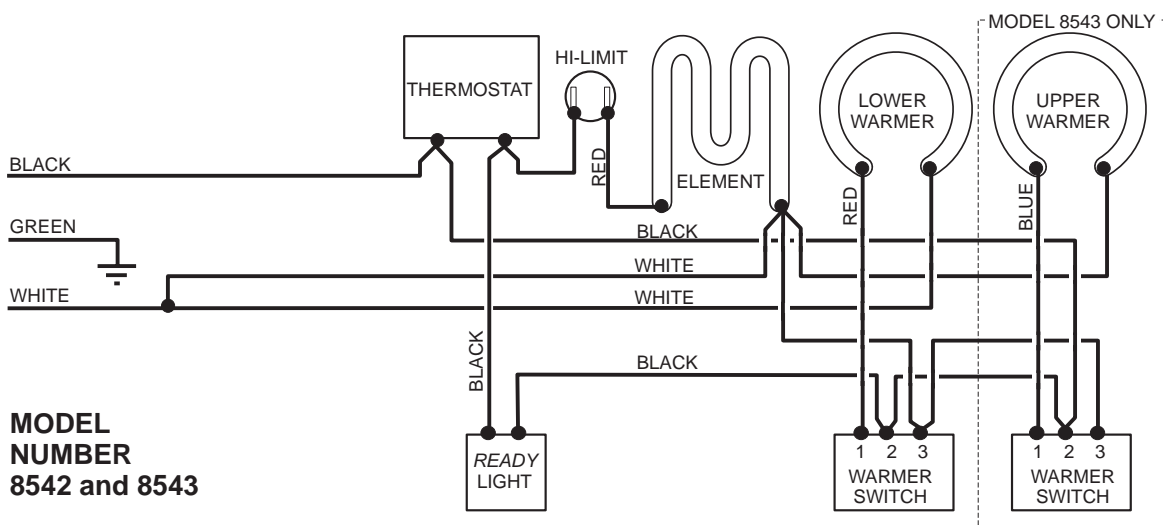 MODEL 8543 ONLY
HI-LIMIT
THERMOSTAT
LOWER
WARMER
UPPER
WARMER
BLACK
RED
ELEMENT
RED
BLUE
GREEN
BLACK
WHITE
WHITE
WHITE
BLACK
BLACK
MODEL
NUMBER
8542 and 8543
READY
LIGHT
1 2 3
WARMER
SWITCH
1 2 3
WARMER
SWITCH